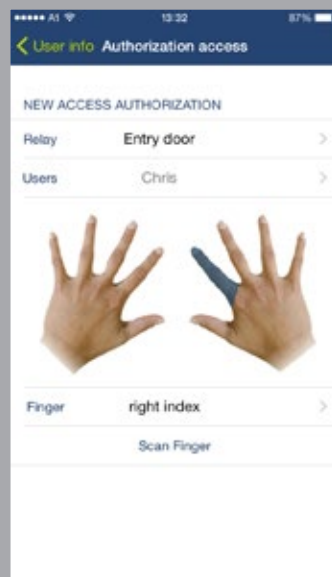 A1 13:32 87%
User info Authorization access
NEW ACCESS AUTHORIZATION
Relay Entry door
Users Chris
Finger right index
Scan Finger